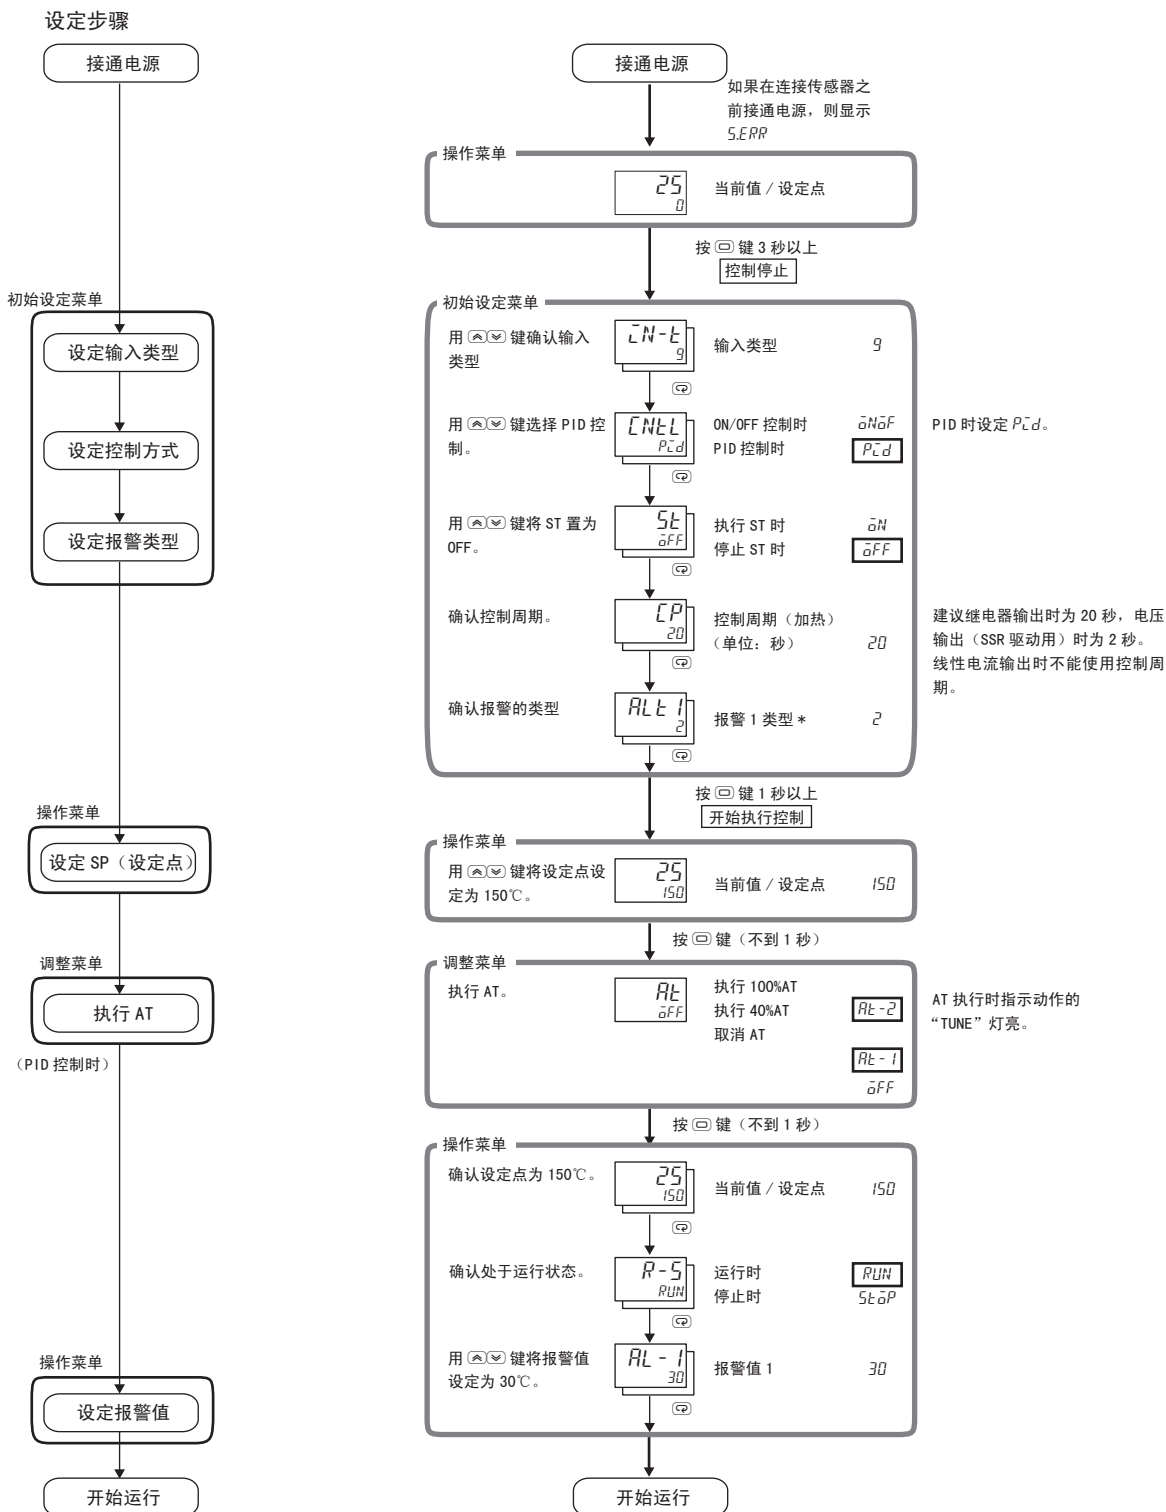 设定步骤
接通电源
初始设定菜单
设定输入类型
设定控制方式
设定报警类型
操作菜单
设定 SP（设定点）
调整菜单
执行 AT
（PID 控制时）
操作菜单
设定报警值
开始运行
接通电源
如果在连接传感器之
前接通电源，则显示
S.ERR
操作菜单
25
0
当前值 / 设定点
按 键 3 秒以上
控制停止
初始设定菜单
用 键确认输入
类型
IN-t
9
输入类型
9
用 键选择 PID 控
制。
CNtL
PId
ON/OFF 控制时
oNoF
PID 控制时
PId
PID 时设定 PId。
用 键将 ST 置为
OFF。
St
oFF
执行 ST 时
oN
停止 ST 时
oFF
确认控制周期。
CP
20
控制周期（加热）
（单位：秒）
20
建议继电器输出时为 20 秒，电压
输出（SSR 驱动用）时为 2 秒。
线性电流输出时不能使用控制周
期。
确认报警的类型
ALt1
2
报警 1 类型 *
2
按 键 1 秒以上
开始执行控制
操作菜单
用 键将设定点设
定为 150℃。
25
150
当前值 / 设定点
150
按 键（不到 1 秒）
调整菜单
执行 AT。
At
oFF
执行 100%AT
执行 40%AT
取消 AT
At-2
At-1
oFF
AT 执行时指示动作的
“TUNE”灯亮。
按 键（不到 1 秒）
操作菜单
确认设定点为 150℃。
25
150
当前值 / 设定点
150
确认处于运行状态。
R-S
RUN
运行时
RUN
停止时
StoP
用 键将报警值
设定为 30℃。
AL-1
30
报警值 1
30
开始运行